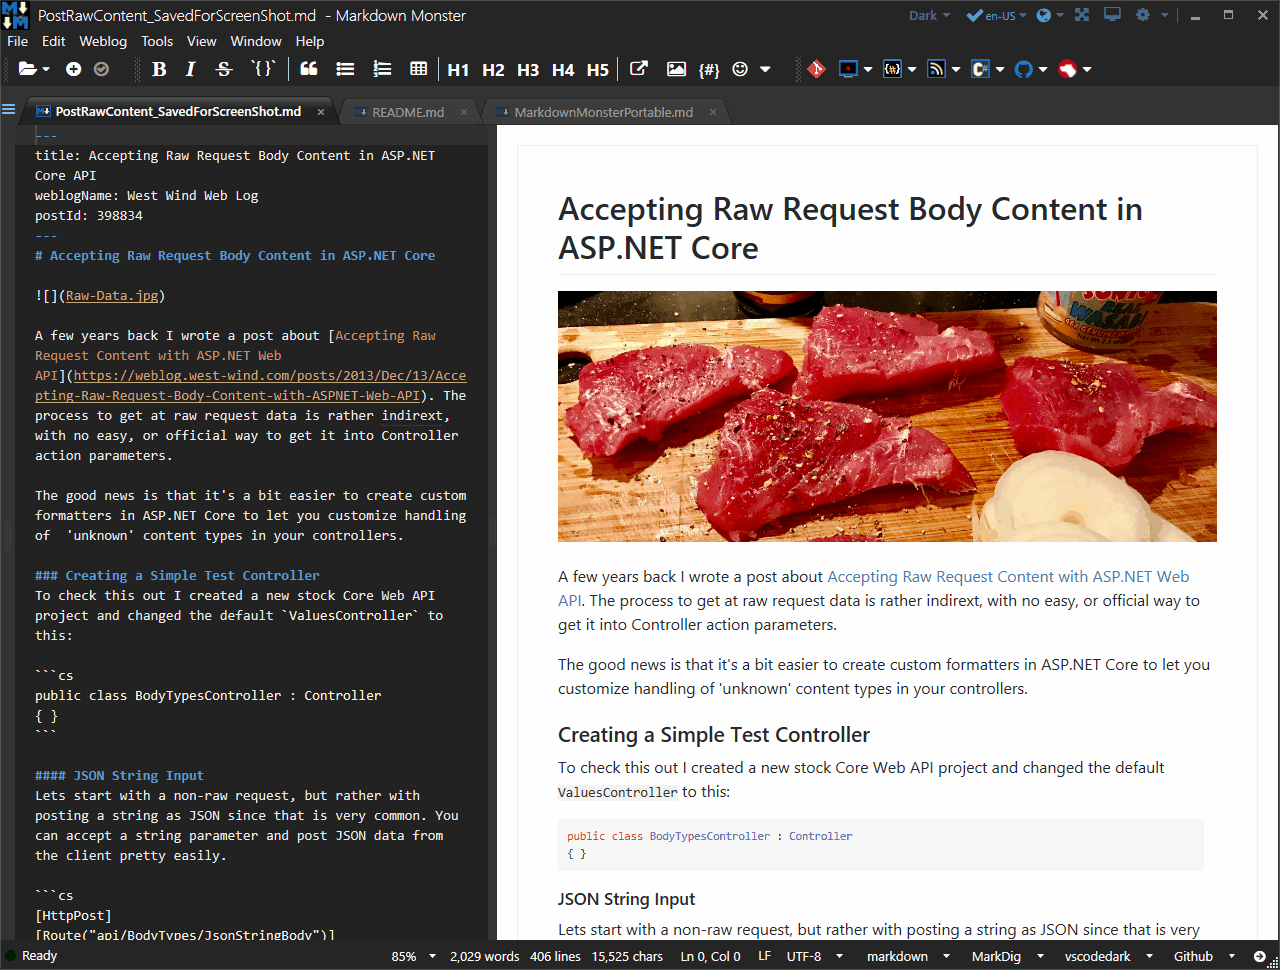 PostRawContent_SavedForScreenShot.md - Markdown Monster
Dark
en-US
File Edit Weblog Tools View Window Help
B I S `{}` H1 H2 H3 H4 H5 {#}
PostRawContent_SavedForScreenShot.md × README.md × MarkdownMonsterPortable.md ×
---
title: Accepting Raw Request Body Content in ASP.NET
Core API
weblogName: West Wind Web Log
postId: 398834
---
# Accepting Raw Request Body Content in ASP.NET Core
![](Raw-Data.jpg)
A few years back I wrote a post about [Accepting Raw
Request Content with ASP.NET Web
API](https://weblog.west-wind.com/posts/2013/Dec/13/Acce
pting-Raw-Request-Body-Content-with-ASPNET-Web-API). The
process to get at raw request data is rather indirext,
with no easy, or official way to get it into Controller
action parameters.
The good news is that it's a bit easier to create custom
formatters in ASP.NET Core to let you customize handling
of  'unknown' content types in your controllers.
### Creating a Simple Test Controller
To check this out I created a new stock Core Web API
project and changed the default `ValuesController` to
this:
```cs
public class BodyTypesController : Controller
{ }
```
#### JSON String Input
Lets start with a non-raw request, but rather with
posting a string as JSON since that is very common. You
can accept a string parameter and post JSON data from
the client pretty easily.
```cs
[HttpPost]
[Route("api/BodyTypes/JsonStringBody")]
Accepting Raw Request Body Content in
ASP.NET Core
A few years back I wrote a post about Accepting Raw Request Content with ASP.NET Web
API. The process to get at raw request data is rather indirext, with no easy, or official way to
get it into Controller action parameters.
The good news is that it's a bit easier to create custom formatters in ASP.NET Core to let you
customize handling of 'unknown' content types in your controllers.
Creating a Simple Test Controller
To check this out I created a new stock Core Web API project and changed the default
ValuesController to this:
public class BodyTypesController : Controller
{ }
JSON String Input
Lets start with a non-raw request, but rather with posting a string as JSON since that is very
Ready 85% 2,029 words 406 lines 15,525 chars Ln 0, Col 0 LF UTF-8 markdown MarkDig vscodedark Github